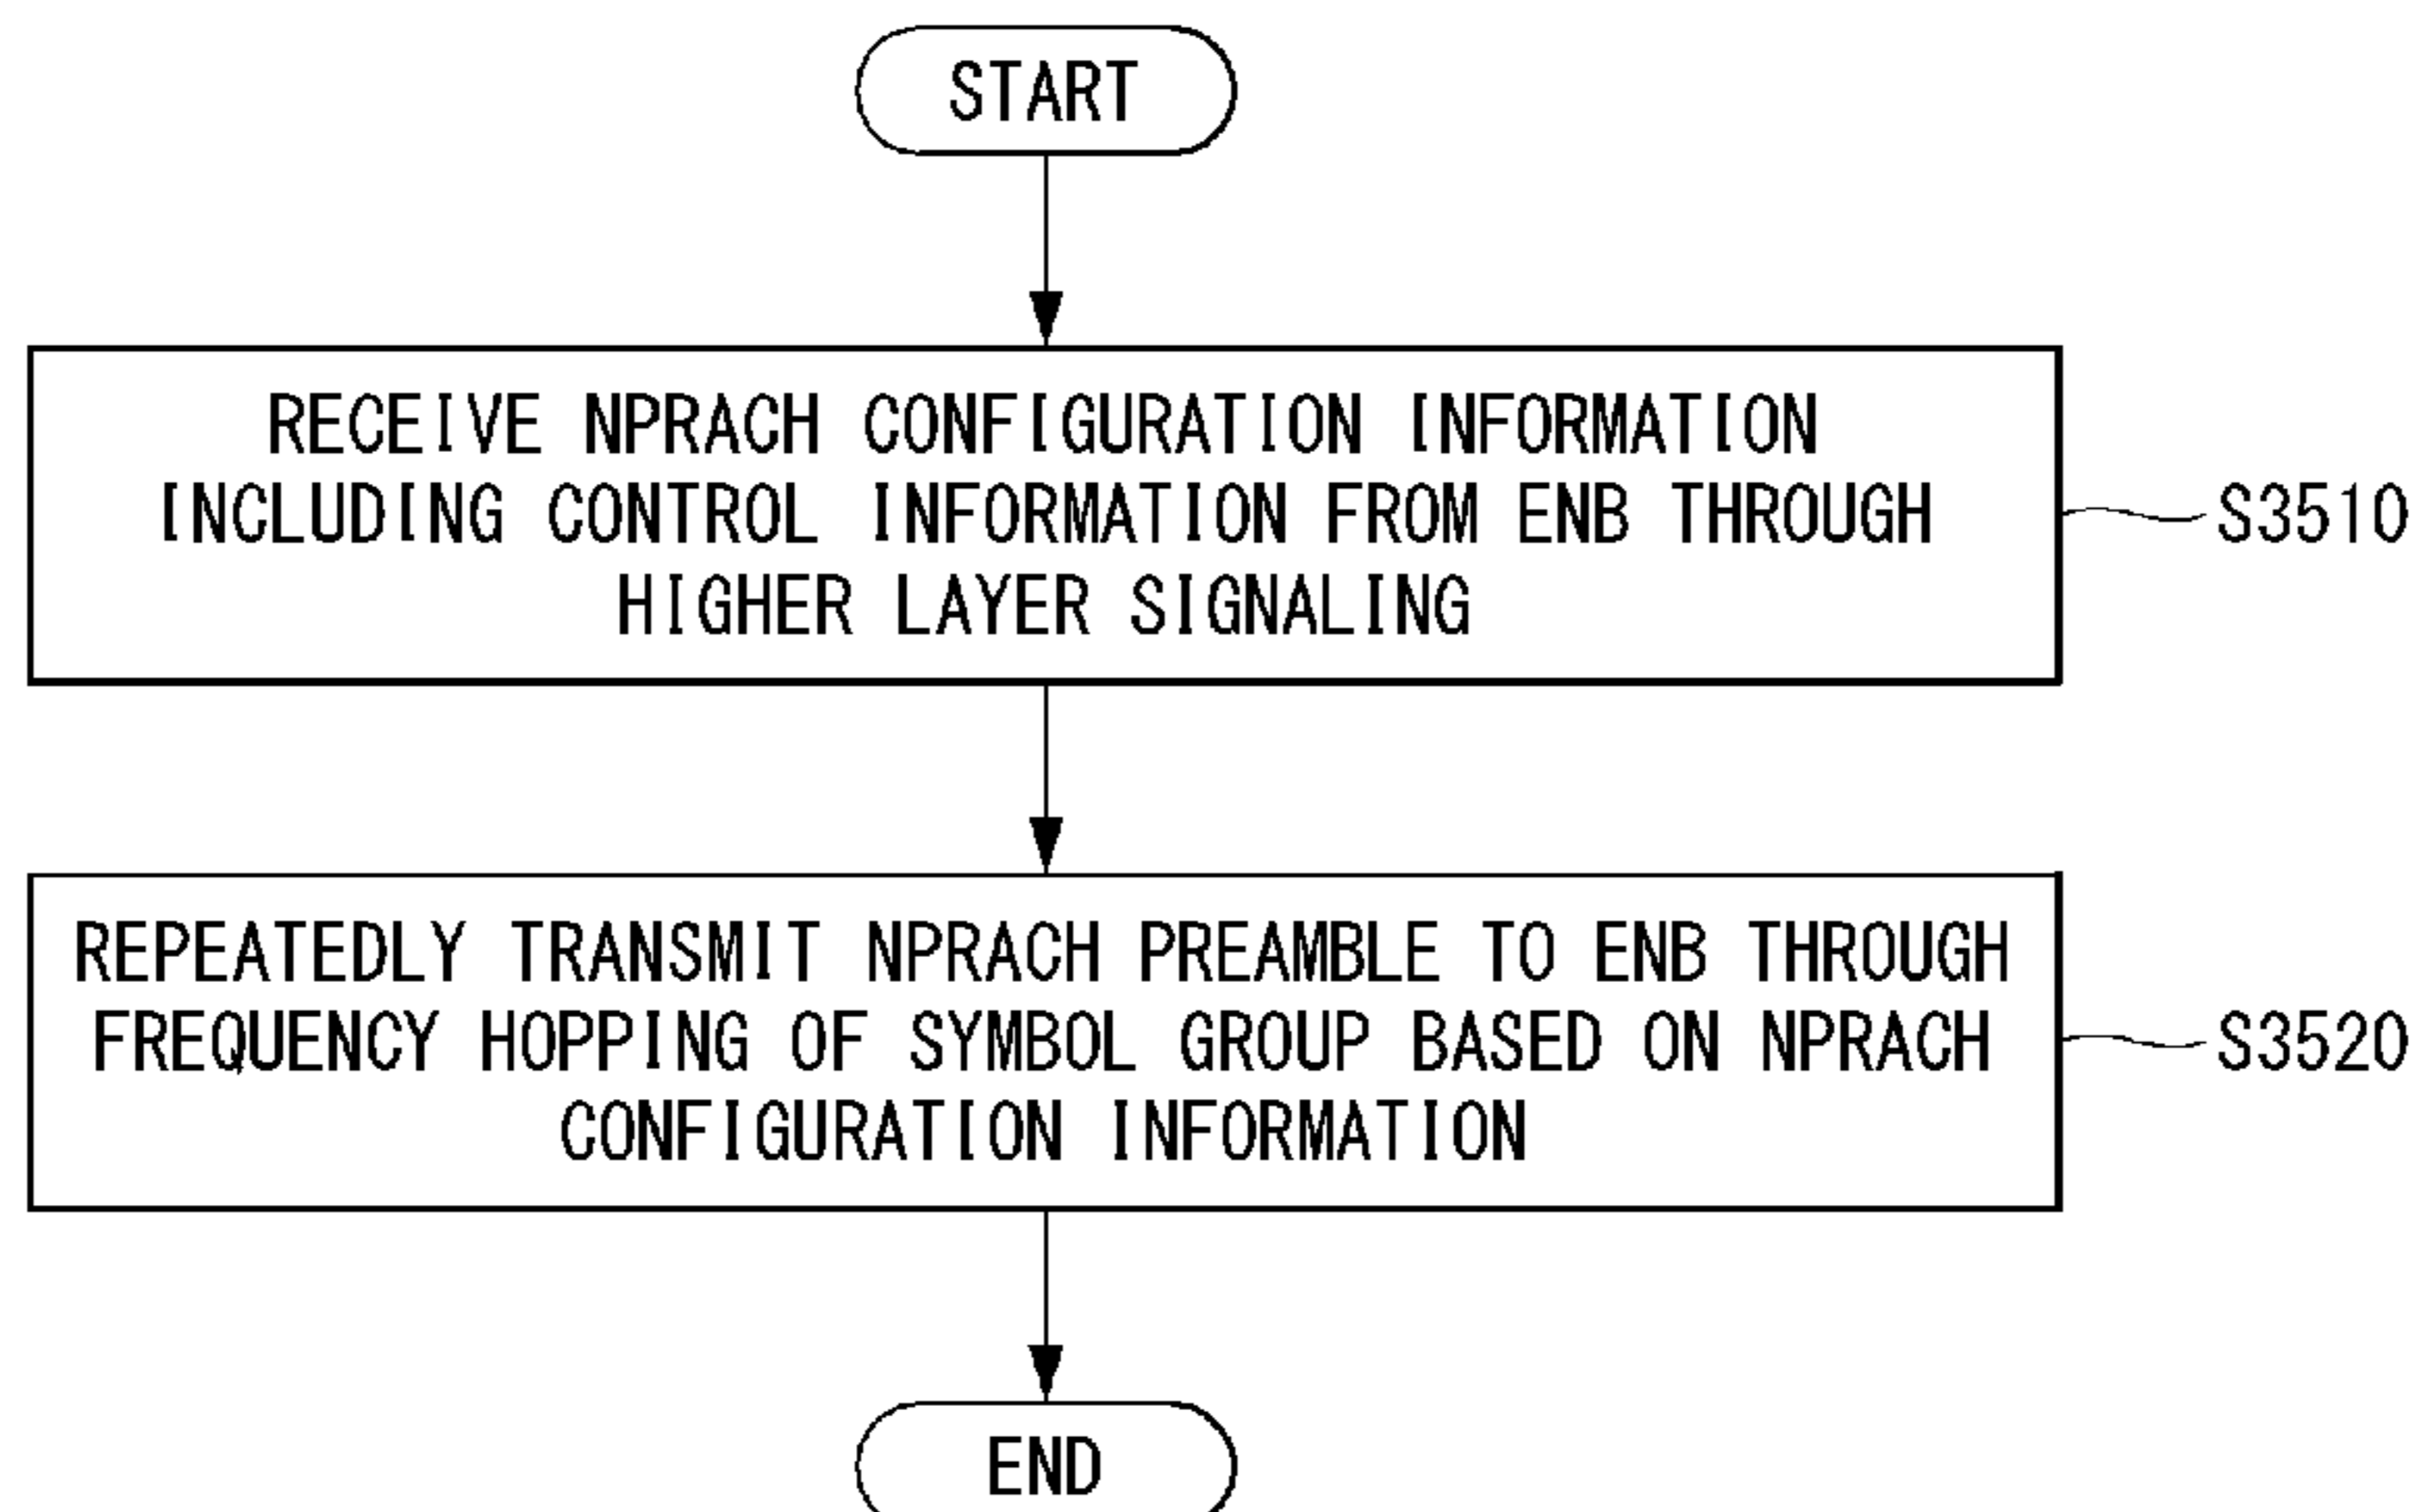 START
RECEIVE NPRACH CONFIGURATION INFORMATION
INCLUDING CONTROL INFORMATION FROM ENB THROUGH
HIGHER LAYER SIGNALING
S3510
REPEATEDLY TRANSMIT NPRACH PREAMBLE TO ENB THROUGH
FREQUENCY HOPPING OF SYMBOL GROUP BASED ON NPRACH
CONFIGURATION INFORMATION
S3520
END